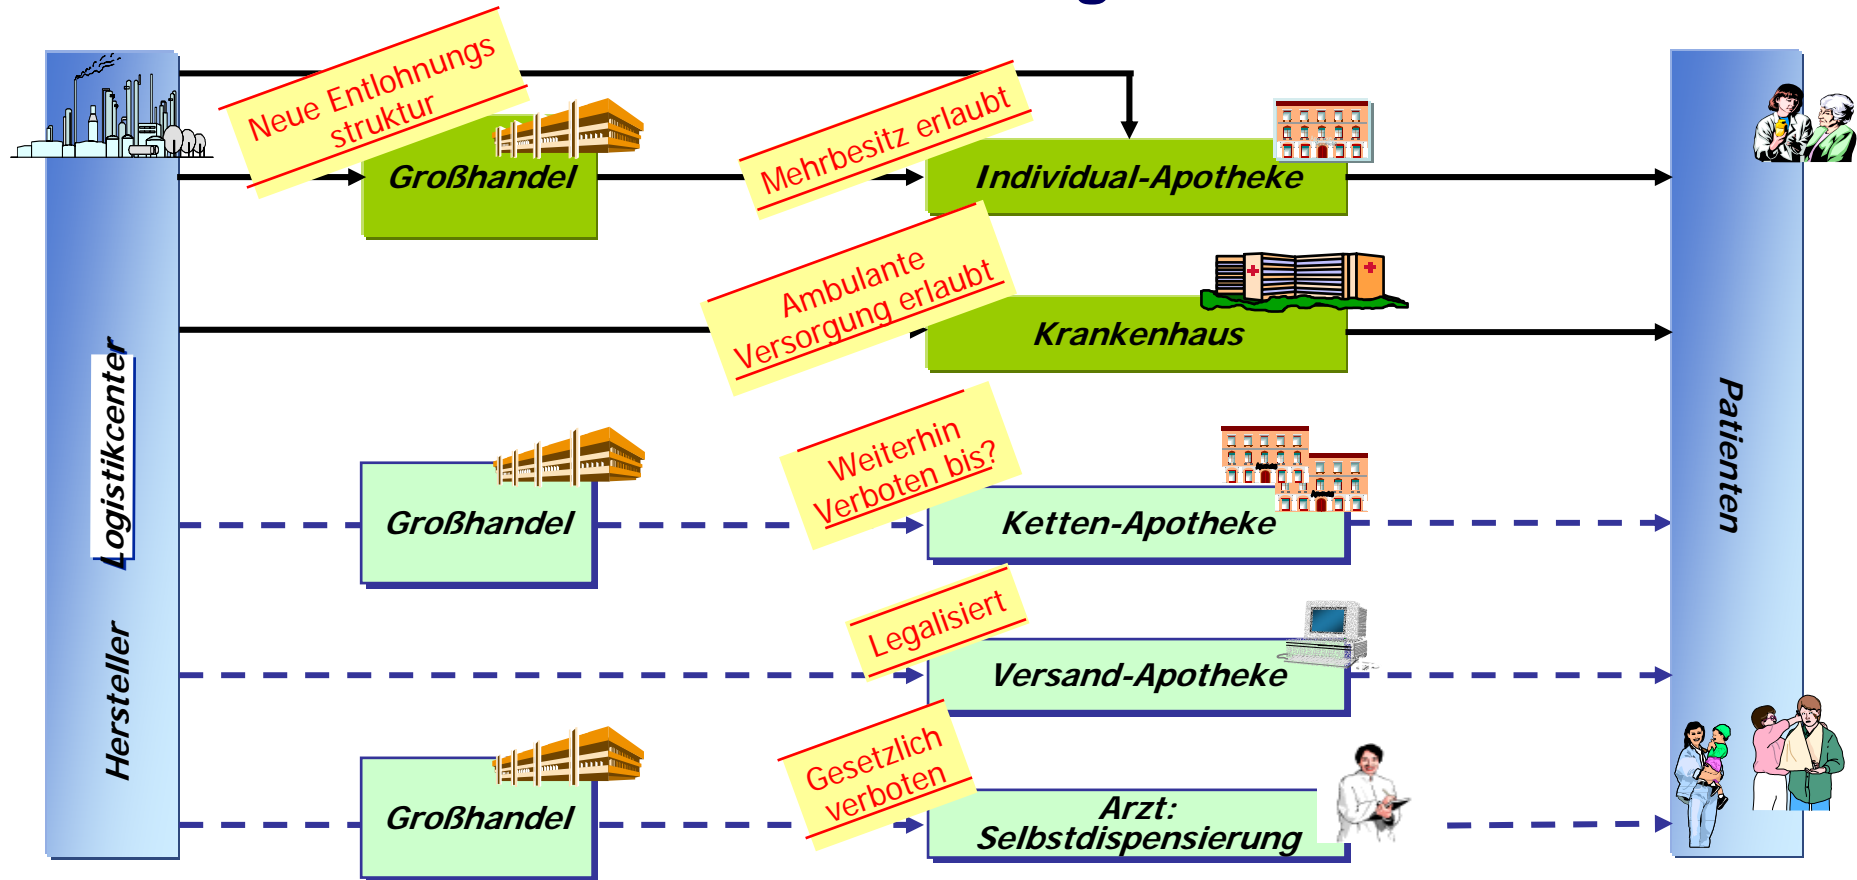 Neue Entlohnungs
struktur
Großhandel
Mehrbesitz erlaubt
Individual-Apotheke
Ambulante
Versorgung erlaubt
Krankenhaus
Hersteller
Logistikcenter
Patienten
Großhandel
Weiterhin
Verboten bis?
Ketten-Apotheke
Legalisiert
Versand-Apotheke
Großhandel
Gesetzlich
verboten
Arzt:
Selbstdispensierung